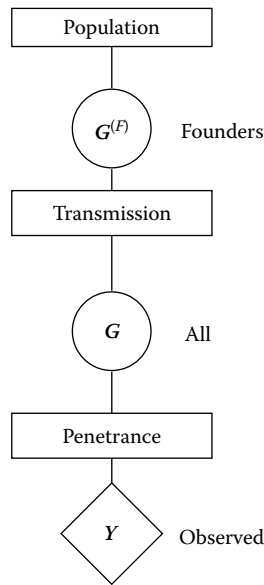 Population
G(F) Founders
Transmission
G All
Penetrance
Y Observed